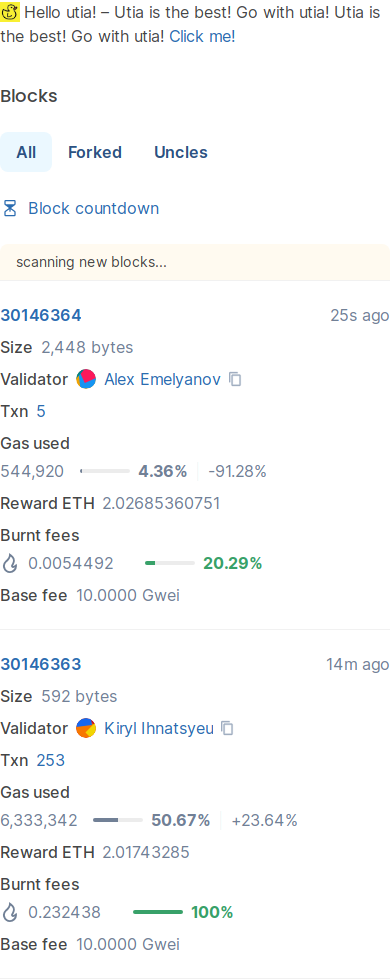 Hello utia! – Utia is the best! Go with utia! Utia is
the best! Go with utia! Click me!
Blocks
All Forked Uncles
Block countdown
scanning new blocks...
30146364 25s ago
Size 2,448 bytes
Validator Alex Emelyanov
Txn 5
Gas used
544,920 4.36% -91.28%
Reward ETH 2.02685360751
Burnt fees
0.0054492 20.29%
Base fee 10.0000 Gwei
30146363 14m ago
Size 592 bytes
Validator Kiryl Ihnatsyeu
Txn 253
Gas used
6,333,342 50.67% +23.64%
Reward ETH 2.01743285
Burnt fees
0.232438 100%
Base fee 10.0000 Gwei